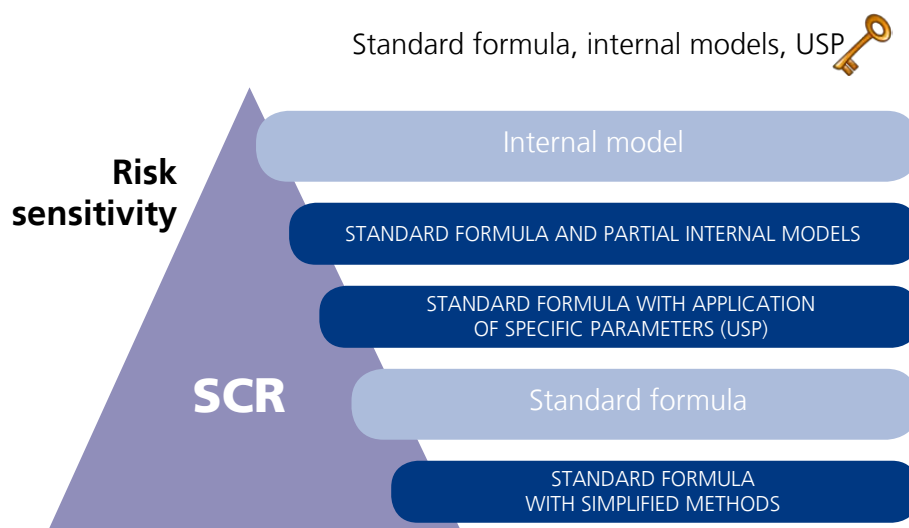 Standard formula, internal models, USP
Risk
sensitivity
Internal model
STANDARD FORMULA AND PARTIAL INTERNAL MODELS
STANDARD FORMULA WITH APPLICATION
OF SPECIFIC PARAMETERS (USP)
SCR
Standard formula
STANDARD FORMULA
WITH SIMPLIFIED METHODS